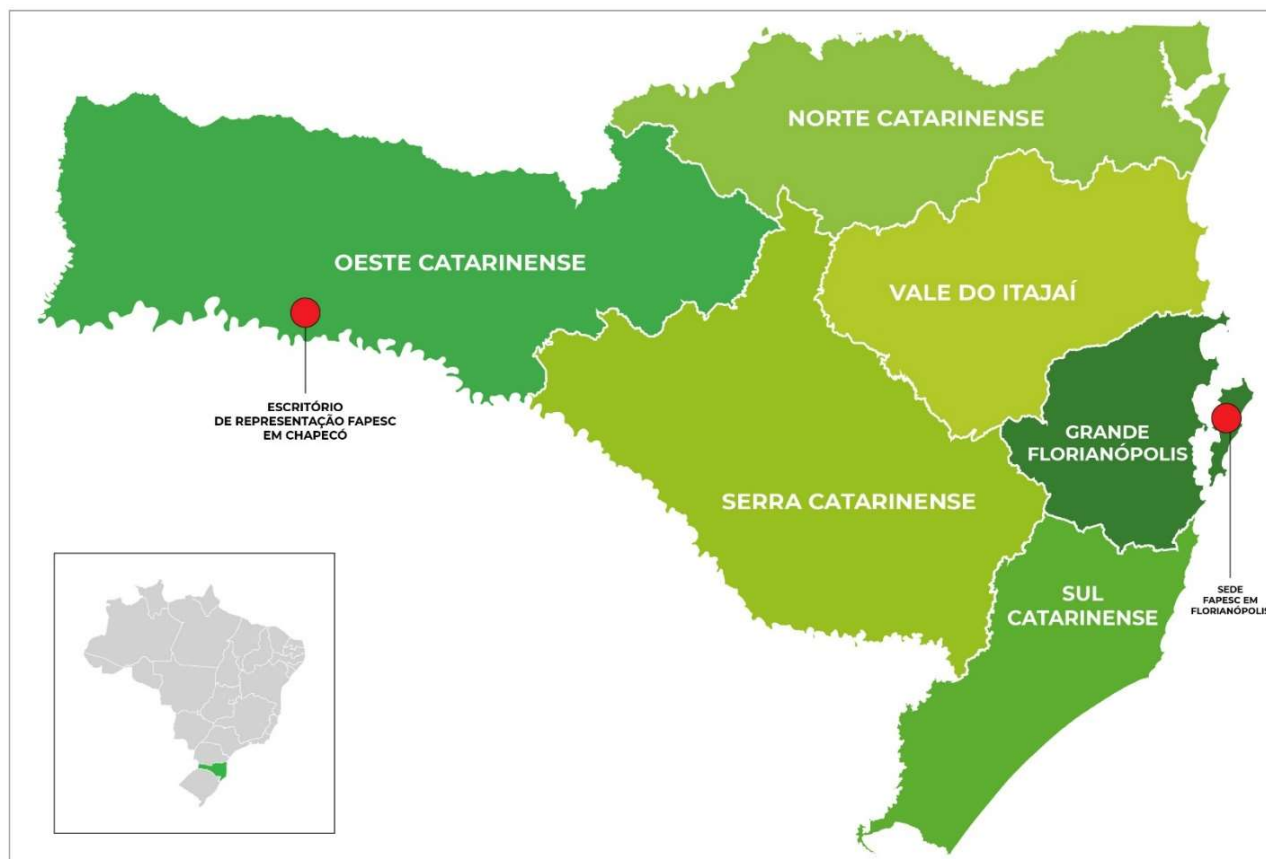 NORTE CATARINENSE
OESTE CATARINENSE
VALE DO ITAJAÍ
ESCRITÓRIO
DE REPRESENTAÇÃO FAPESC
EM CHAPECÓ
GRANDE
FLORIANÓPOLIS
SERRA CATARINENSE
SUL
CATARINENSE
SEDE
FAPESC EM
FLORIANÓPOLIS